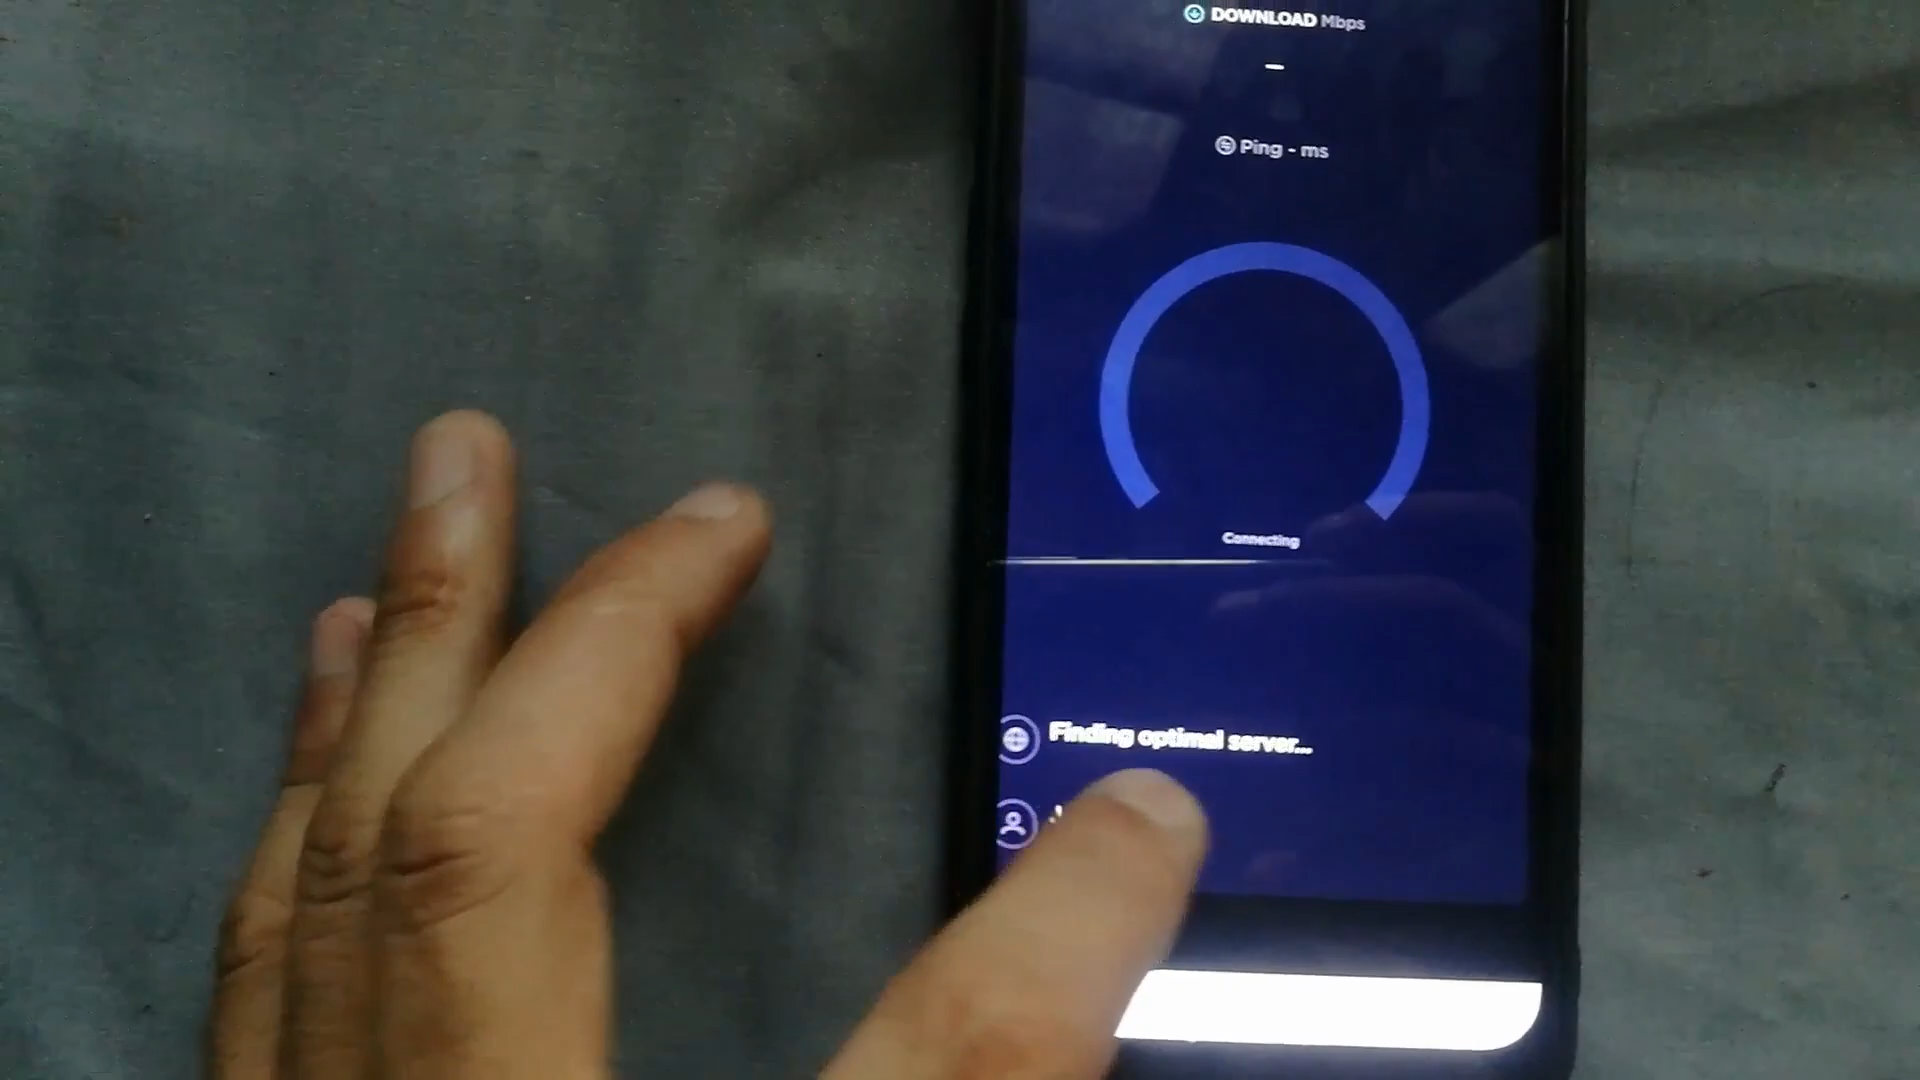 DOWNLOAD Mbps
—
Ping - ms
Connecting
Finding optimal server...